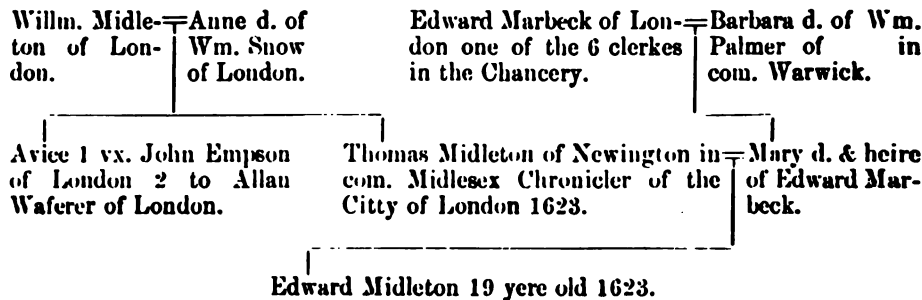 Willm. Midle-
ton of Lon-
don.
Anne d. of
Wm. Snow
of London.
Edward Marbeck of Lon-
don one of the 6 clerkes
in the Chancery.
Barbara d. of Wm.
Palmer of in
com. Warwick.
Avice 1 vx. John Empson
of London 2 to Allan
Waferer of London.
Thomas Midleton of Newington in
com. Midlesex Chronicler of the
Citty of London 1623.
Mary d. & heire
of Edward Mar-
beck.
Edward Midleton 19 yere old 1623.